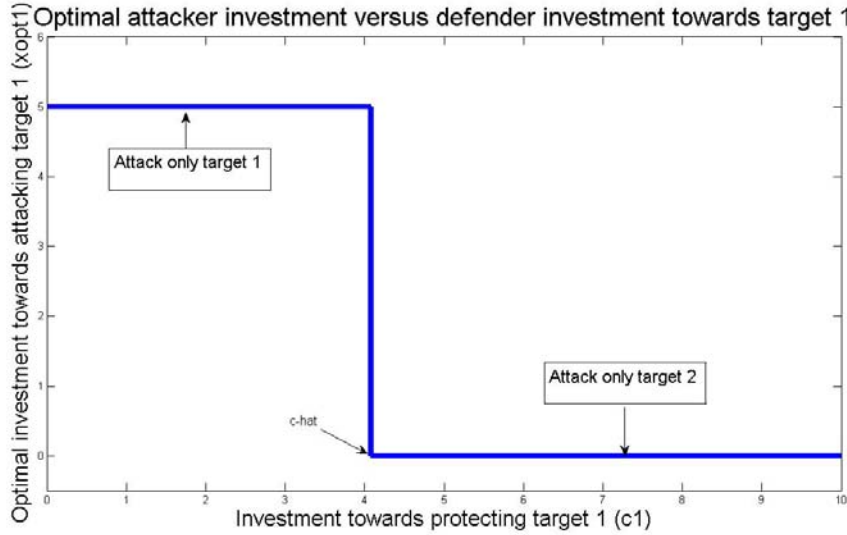 Optimal attacker investment versus defender investment towards target 1
Optimal investment towards attacking target 1 (xopt1)
6
5
4
3
2
1
0
Attack only target 1
Attack only target 2
c-hat
0 1 2 3 4 5 6 7 8 9 10
Investment towards protecting target 1 (c1)